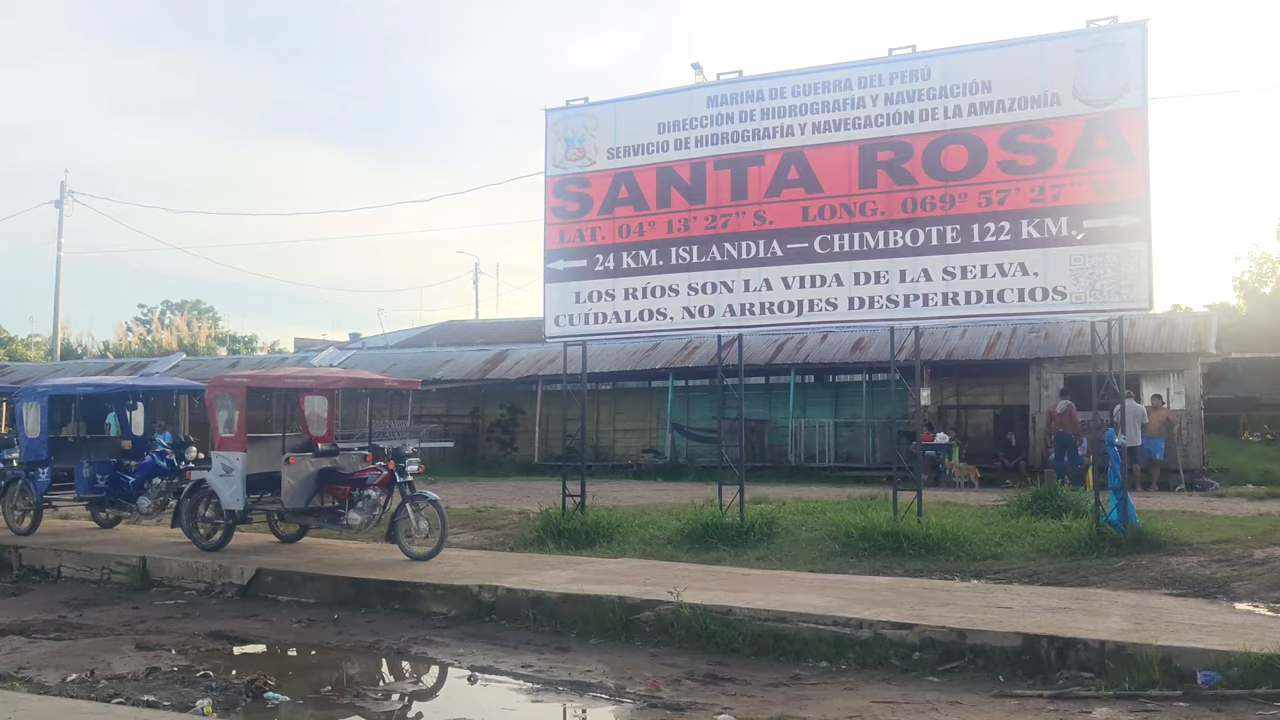 MARINA DE GUERRA DEL PERÚ
DIRECCIÓN DE HIDROGRAFÍA Y NAVEGACIÓN
SERVICIO DE HIDROGRAFÍA Y NAVEGACIÓN DE LA AMAZONÍA
SANTA ROSA
LAT. 04º 13' 27" S. LONG. 069º 57' 27" W.
24 KM. ISLANDIA — CHIMBOTE 122 KM.
LOS RÍOS SON LA VIDA DE LA SELVA,
CUÍDALOS, NO ARROJES DESPERDICIOS